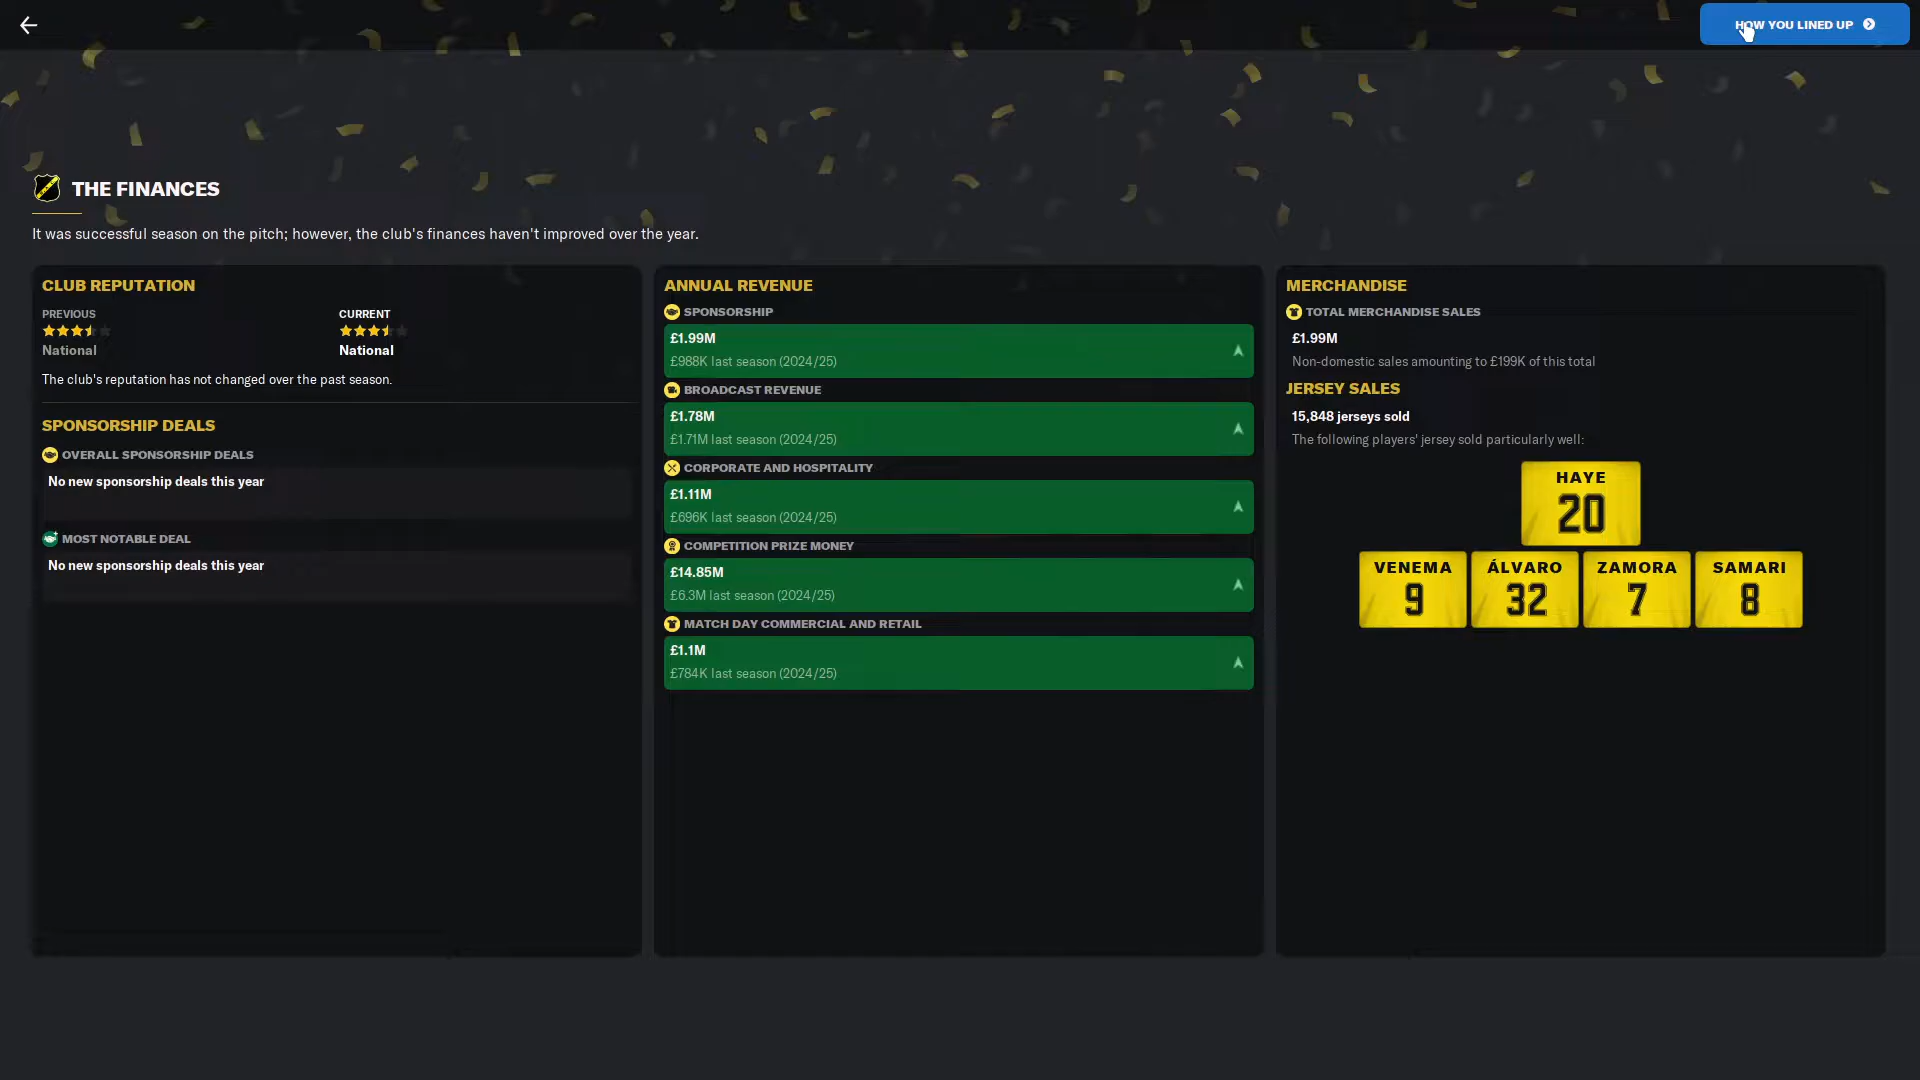 HOW YOU LINED UP
THE FINANCES
It was successful season on the pitch; however, the club's finances haven't improved over the year.
CLUB REPUTATION
PREVIOUS
National
CURRENT
National
The club's reputation has not changed over the past season.
SPONSORSHIP DEALS
OVERALL SPONSORSHIP DEALS
No new sponsorship deals this year
MOST NOTABLE DEAL
No new sponsorship deals this year
ANNUAL REVENUE
SPONSORSHIP
£1.99M
£988K last season (2024/25)
BROADCAST REVENUE
£1.78M
£1.71M last season (2024/25)
CORPORATE AND HOSPITALITY
£1.11M
£696K last season (2024/25)
COMPETITION PRIZE MONEY
£14.85M
£6.3M last season (2024/25)
MATCH DAY COMMERCIAL AND RETAIL
£1.1M
£784K last season (2024/25)
MERCHANDISE
TOTAL MERCHANDISE SALES
£1.99M
Non-domestic sales amounting to £199K of this total
JERSEY SALES
15,848 jerseys sold
The following players' jersey sold particularly well:
HAYE
20
VENEMA
9
ÁLVARO
32
ZAMORA
7
SAMARI
8